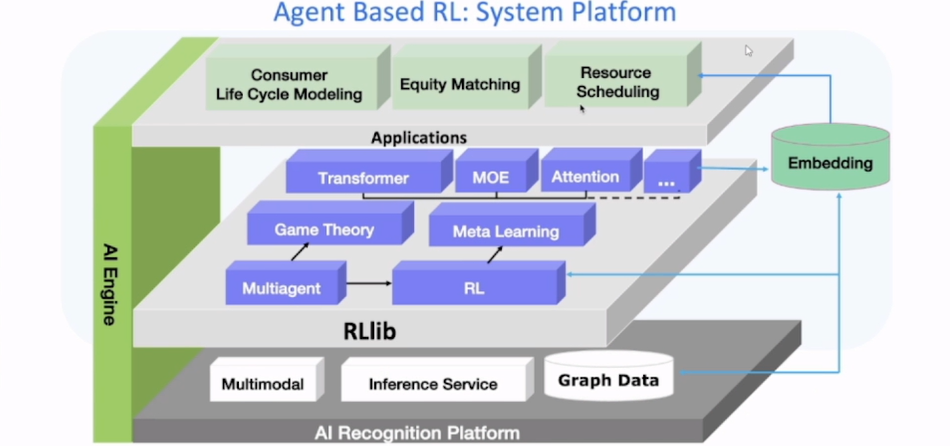 Agent Based RL: System Platform
Consumer
Life Cycle Modeling
Equity Matching
Resource
Scheduling
Applications
Transformer
MOE
Attention
...
Embedding
Game Theory
Meta Learning
Multiagent
RL
AI Engine
RLlib
Multimodal
Inference Service
Graph Data
AI Recognition Platform